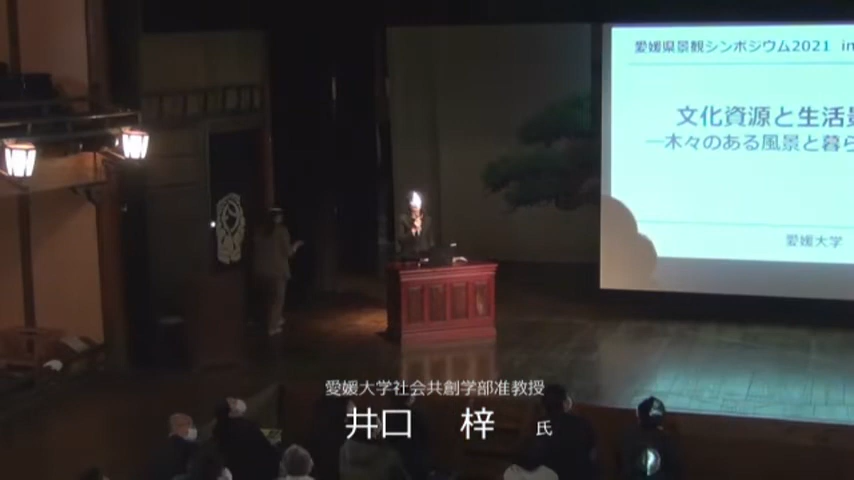 愛媛県景観シンポジウム2021 in
文化資源と生活
―木々のある風景と暮ら
愛媛大学
愛媛大学社会共創学部准教授
井口 梓 氏